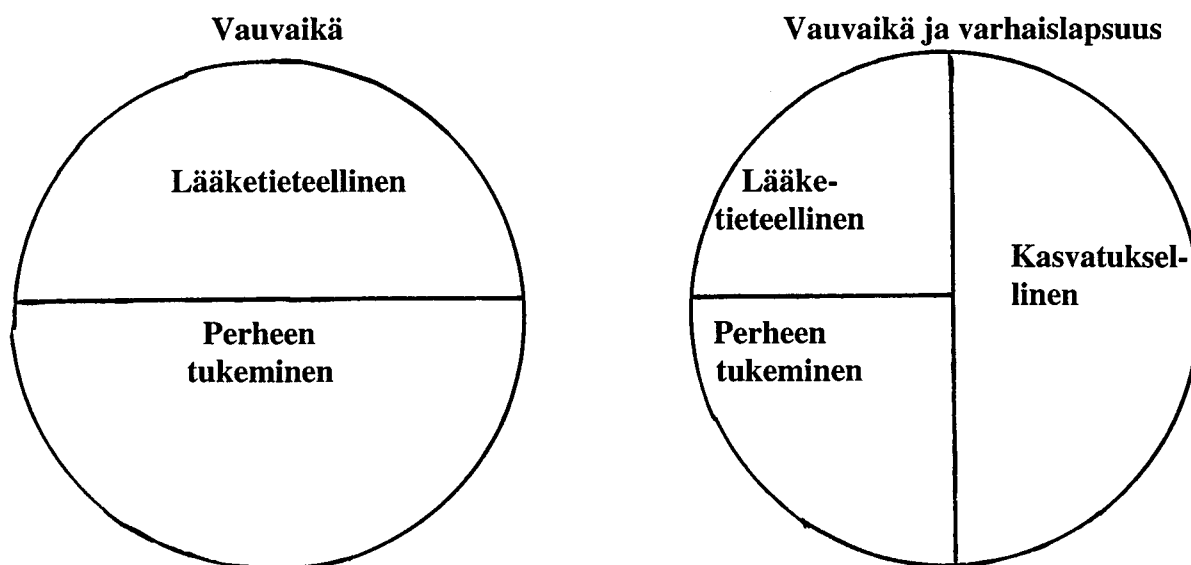 Vauvaikä
Lääketieteellinen
Perheen
tukeminen
Vauvaikä ja varhaislapsuus
Lääke-
tieteellinen
Perheen
tukeminen
Kasvatuksel-
linen